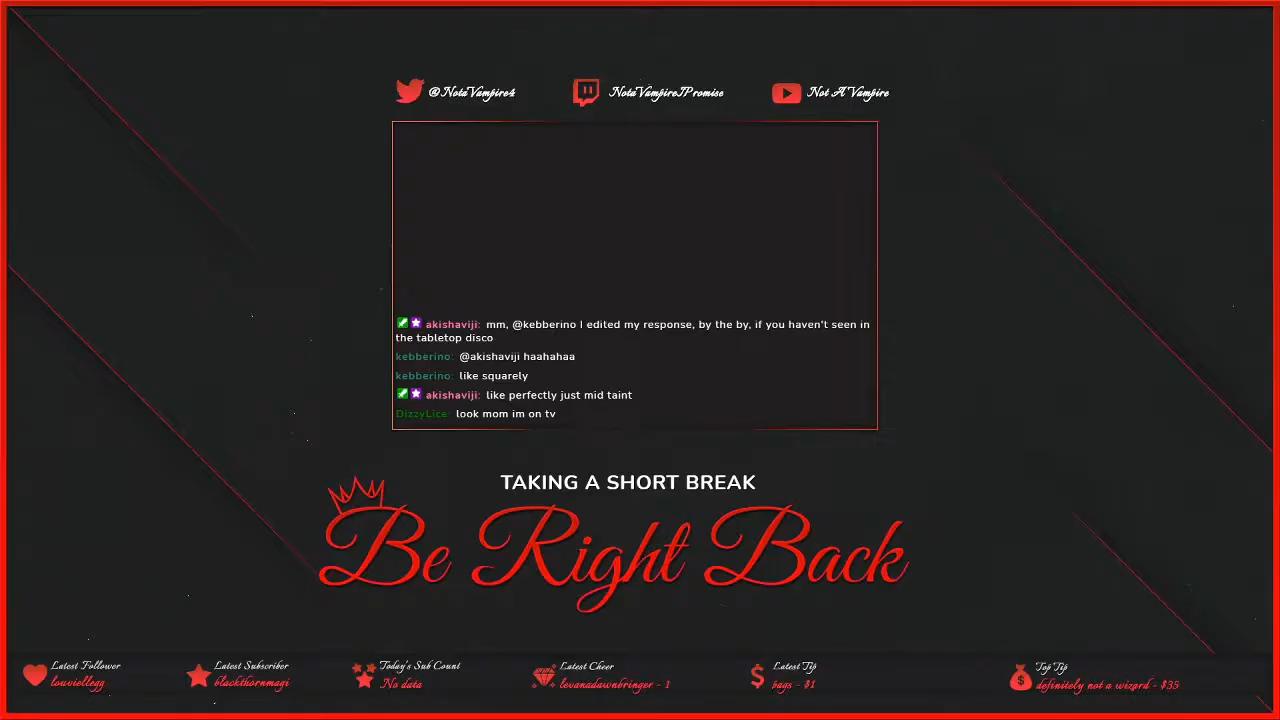 @NotaVampire4 NotaVampireIPromise Not A Vampire
akishaviji: mm, @kebberino I edited my response, by the by, if you haven't seen in
the tabletop disco
kebberino: @akishaviji haahahaa
kebberino: like squarely
akishaviji: like perfectly just mid taint
DizzyLice: look mom im on tv
TAKING A SHORT BREAK
Be Right Back
Latest Follower Latest Subscriber Today's Sub Count Latest Cheer Latest Tip Top Tip
louviellegg blackthornmagi No data levanadawnbringer - 1 bags - $1 definitely not a wizard - $35